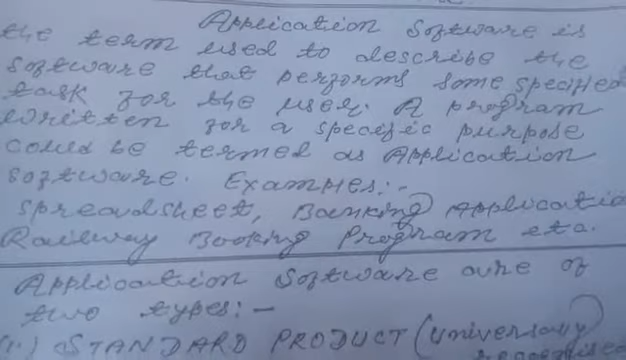 Application Software is
the term used to describe the
software that performs some specified
task for the user. A program
written for a specific purpose
could be termed as Application
software. Examples:-
spreadsheet, Banking Application
Railway Booking Program etc.
Application Software are of
two types:-
(i) STANDARD PRODUCT (universally
recognised